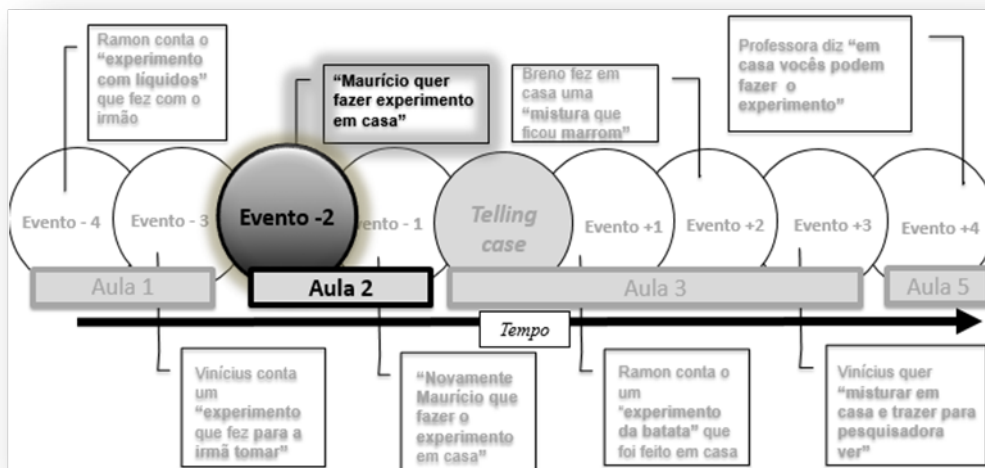 Ramon conta o
“experimento
com líquidos”
que fez com o
irmão
“Maurício quer
fazer experimento
em casa”
Breno fez em
casa uma
“mistura que
ficou marrom”
Professora diz “em
casa vocês podem
fazer o
experimento”
Evento - 4
Evento - 3
Evento -2
vento - 1
Telling
case
Evento +1
Evento +2
Evento +3
Evento +4
Aula 1
Aula 2
Aula 3
Aula 5
Tempo
Vinícius conta
um
“experimento
que fez para a
irmã tomar”
“Novamente
Maurício que
fazer o
experimento
em casa”
Ramon conta o
um
“experimento
da batata” que
foi feito em casa
Vinícius quer
“misturar em
casa e trazer para
pesquisadora
ver”